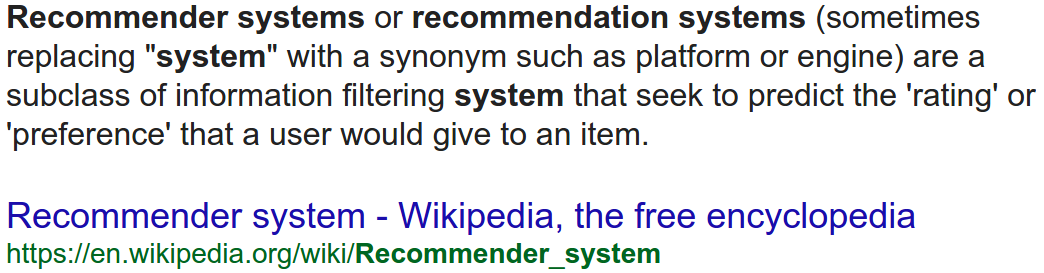 Recommender systems or recommendation systems (sometimes
replacing "system" with a synonym such as platform or engine) are a
subclass of information filtering system that seek to predict the 'rating' or
'preference' that a user would give to an item.
Recommender system - Wikipedia, the free encyclopedia
https://en.wikipedia.org/wiki/Recommender_system